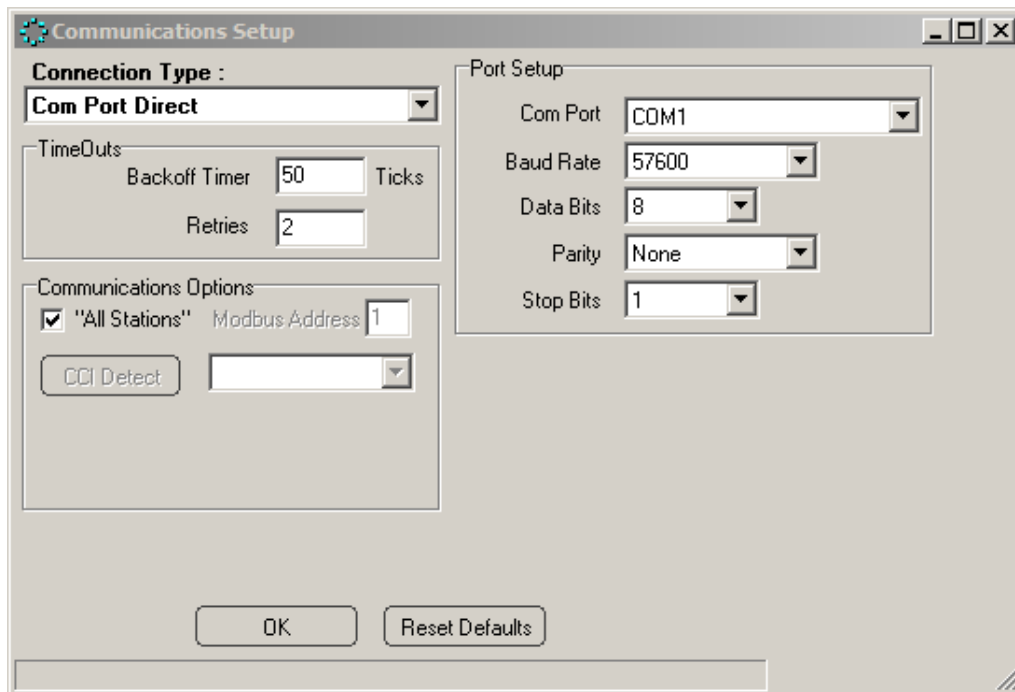 Communications Setup
Connection Type :
Com Port Direct
TimeOuts
Backoff Timer 50 Ticks
Retries 2
Communications Options
"All Stations" Modbus Address 1
CCI Detect
Port Setup
Com Port COM1
Baud Rate 57600
Data Bits 8
Parity None
Stop Bits 1
OK Reset Defaults